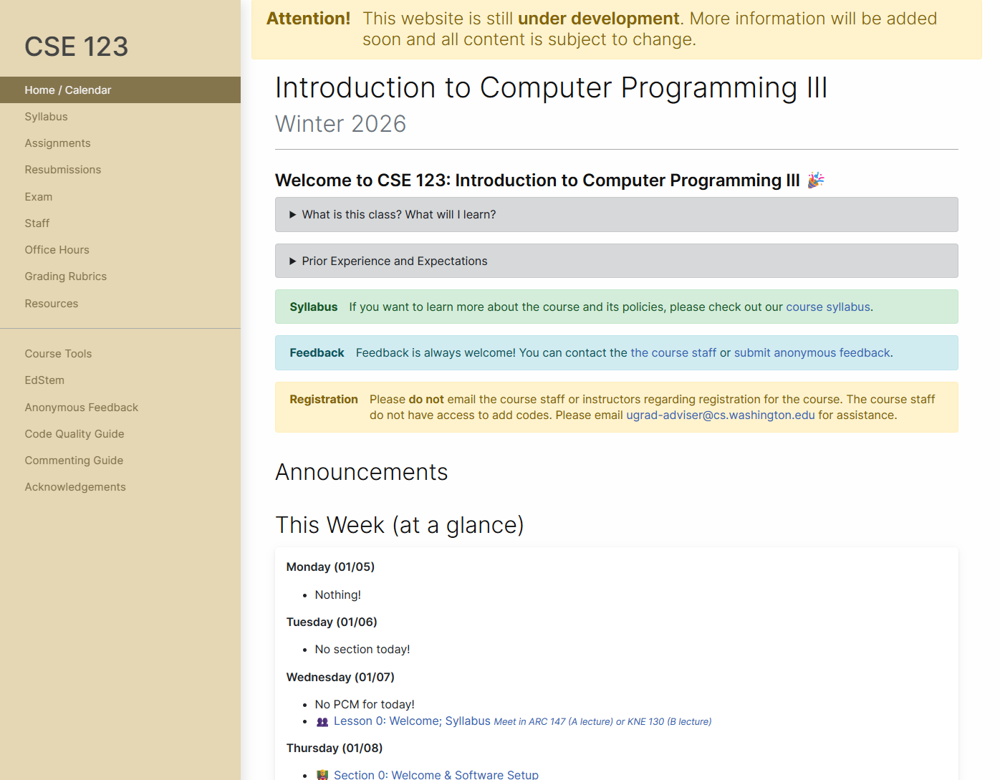 CSE 123
Home / Calendar
Syllabus
Assignments
Resubmissions
Exam
Staff
Office Hours
Grading Rubrics
Resources
Course Tools
EdStem
Anonymous Feedback
Code Quality Guide
Commenting Guide
Acknowledgements
Attention! This website is still under development. More information will be added
soon and all content is subject to change.
Introduction to Computer Programming III
Winter 2026
Welcome to CSE 123: Introduction to Computer Programming III 🎉
▶ What is this class? What will I learn?
▶ Prior Experience and Expectations
Syllabus If you want to learn more about the course and its policies, please check out our course syllabus.
Feedback Feedback is always welcome! You can contact the the course staff or submit anonymous feedback.
Registration Please do not email the course staff or instructors regarding registration for the course. The course staff
do not have access to add codes. Please email ugrad-adviser@cs.washington.edu for assistance.
Announcements
This Week (at a glance)
Monday (01/05)
• Nothing!
Tuesday (01/06)
• No section today!
Wednesday (01/07)
• No PCM for today!
• 👥 Lesson 0: Welcome; Syllabus Meet in ARC 147 (A lecture) or KNE 130 (B lecture)
Thursday (01/08)
• 👩‍🏫 Section 0: Welcome & Software Setup